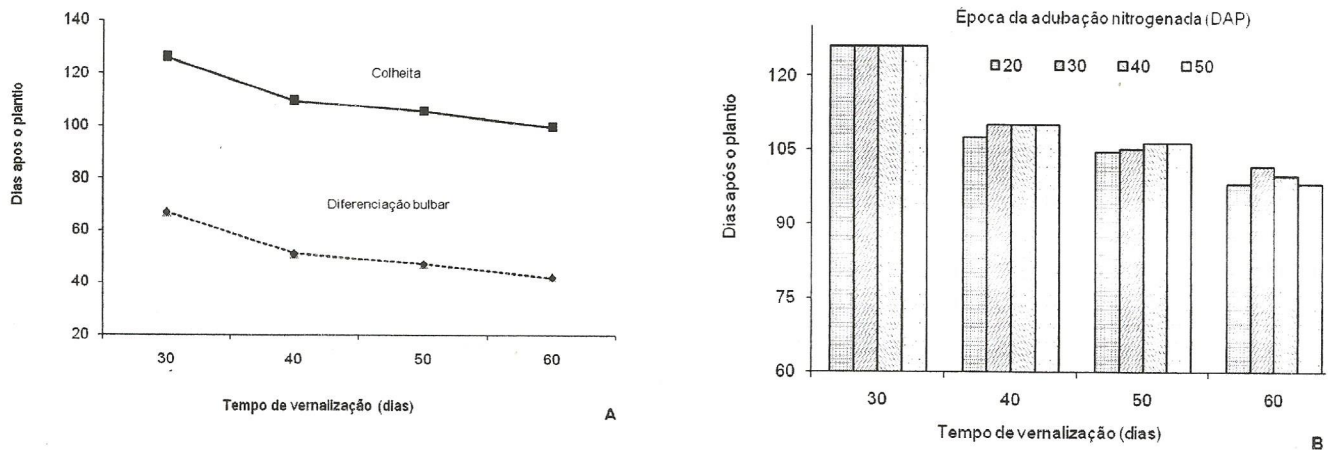 140
120
100
80
60
40
20
Dias apos o plantio
Colheita
Diferenciação bulbar
30 40 50 60
Tempo de vernalização (dias)
A
Época da adubação nitrogenada (DAP)
20 30 40 50
120
105
90
75
60
Dias após o plantio
30 40 50 60
Tempo de vernalização (dias)
B